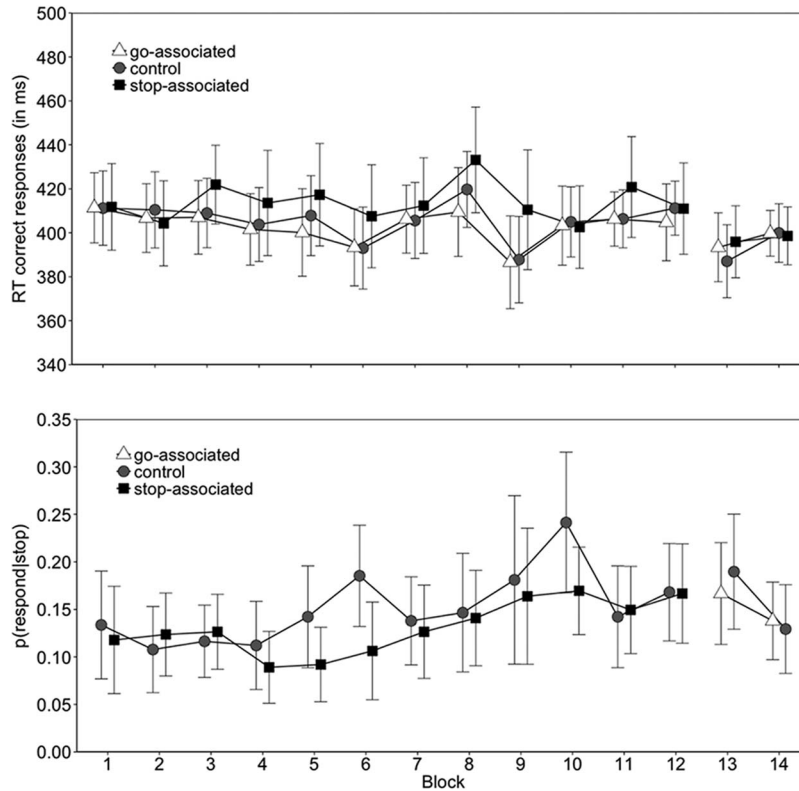 500
480
460
440
420
400
380
360
340
RT correct responses (in ms)
go-associated
control
stop-associated
0.35
0.30
0.25
0.20
0.15
0.10
0.05
0.00
p(respond|stop)
go-associated
control
stop-associated
1 2 3 4 5 6 7 8 9 10 11 12 13 14
Block